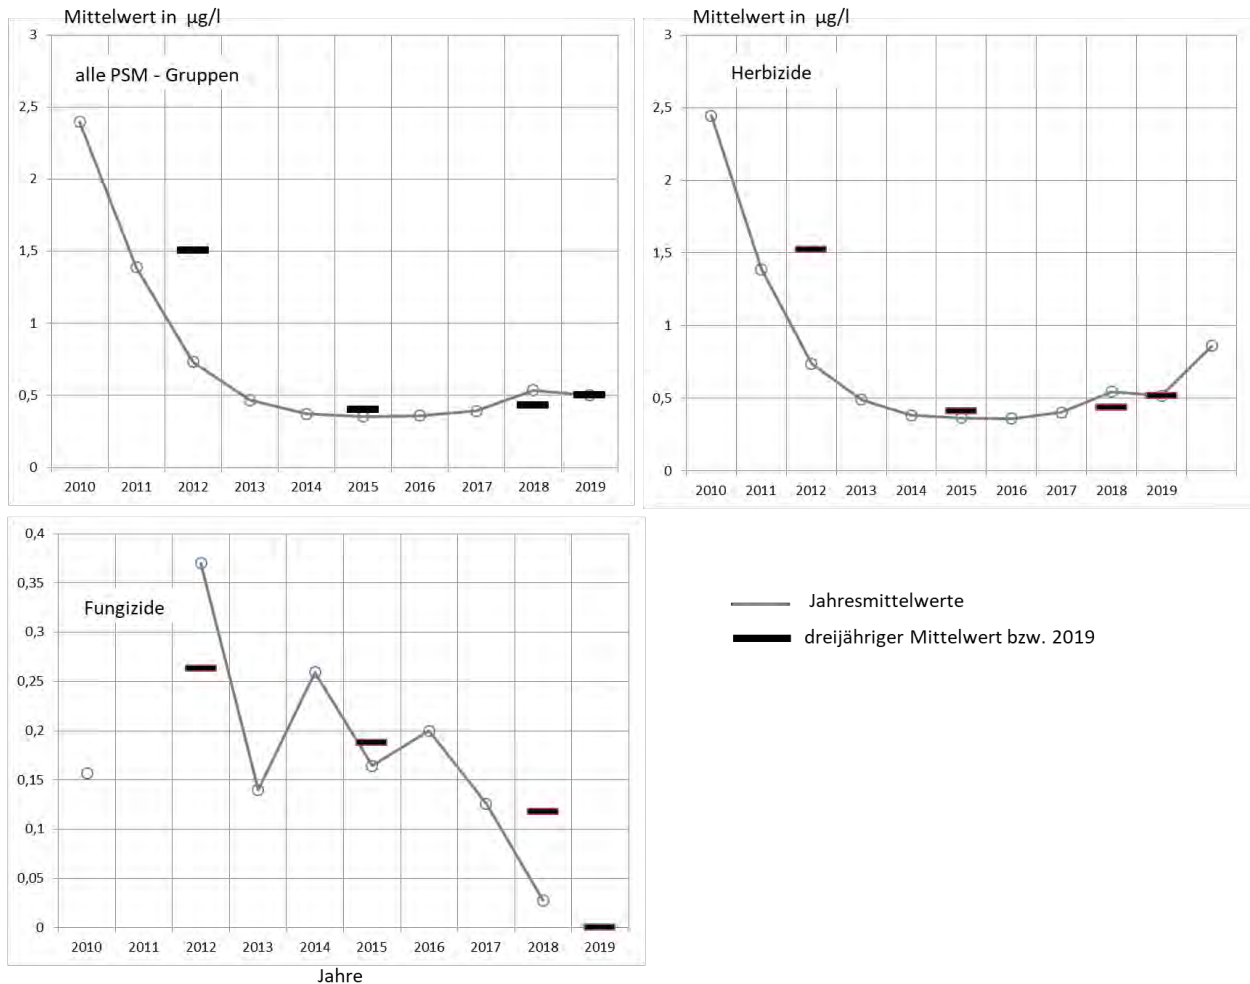 Mittelwert in µg/l
3
alle PSM - Gruppen
2,5
2
1,5
1
0,5
0
2010 2011 2012 2013 2014 2015 2016 2017 2018 2019
Mittelwert in µg/l
3
Herbizide
2,5
2
1,5
1
0,5
0
2010 2011 2012 2013 2014 2015 2016 2017 2018 2019
0,4
0,35
Fungizide
0,3
0,25
0,2
0,15
0,1
0,05
0
2010 2011 2012 2013 2014 2015 2016 2017 2018 2019
Jahre
Jahresmittelwerte
dreijähriger Mittelwert bzw. 2019